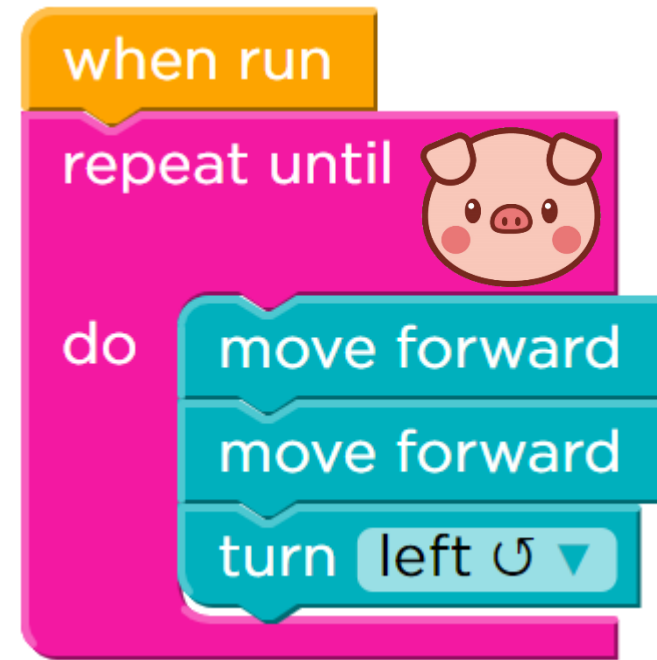 when run
repeat until
do
move forward
move forward
turn left ↺ ▼